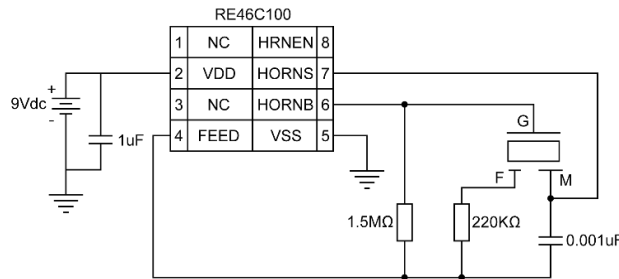 RE46C100
1 NC HRNEN 8
2 VDD HORNS 7
3 NC HORNB 6
4 FEED VSS 5
+
9Vdc
-
1uF
G
F
M
1.5MΩ
220KΩ
0.001uF